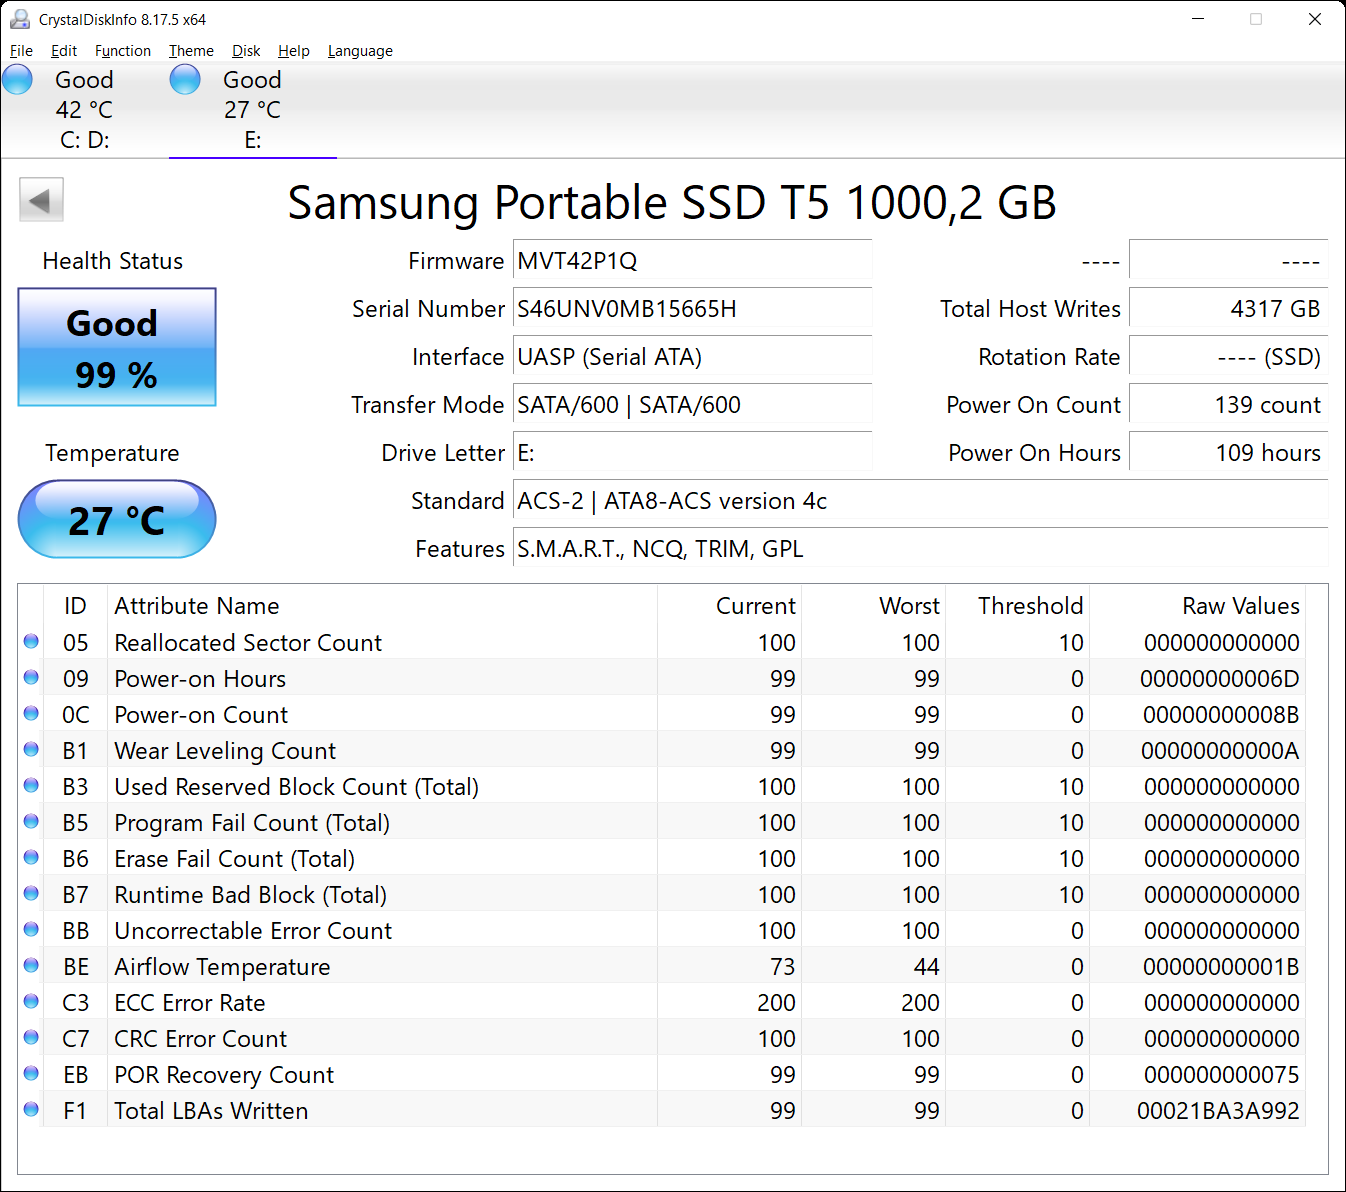 CrystalDiskInfo 8.17.5 x64
File Edit Function Theme Disk Help Language
Good Good
42 °C 27 °C
C: D: E:
Samsung Portable SSD T5 1000,2 GB
Health Status
Good
99 %
Temperature
27 °C
Firmware MVT42P1Q ---- ----
Serial Number S46UNV0MB15665H Total Host Writes 4317 GB
Interface UASP (Serial ATA) Rotation Rate ---- (SSD)
Transfer Mode SATA/600 | SATA/600 Power On Count 139 count
Drive Letter E: Power On Hours 109 hours
Standard ACS-2 | ATA8-ACS version 4c
Features S.M.A.R.T., NCQ, TRIM, GPL
ID Attribute Name Current Worst Threshold Raw Values
05 Reallocated Sector Count 100 100 10 000000000000
09 Power-on Hours 99 99 0 00000000006D
0C Power-on Count 99 99 0 00000000008B
B1 Wear Leveling Count 99 99 0 00000000000A
B3 Used Reserved Block Count (Total) 100 100 10 000000000000
B5 Program Fail Count (Total) 100 100 10 000000000000
B6 Erase Fail Count (Total) 100 100 10 000000000000
B7 Runtime Bad Block (Total) 100 100 10 000000000000
BB Uncorrectable Error Count 100 100 0 000000000000
BE Airflow Temperature 73 44 0 00000000001B
C3 ECC Error Rate 200 200 0 000000000000
C7 CRC Error Count 100 100 0 000000000000
EB POR Recovery Count 99 99 0 000000000075
F1 Total LBAs Written 99 99 0 00021BA3A992